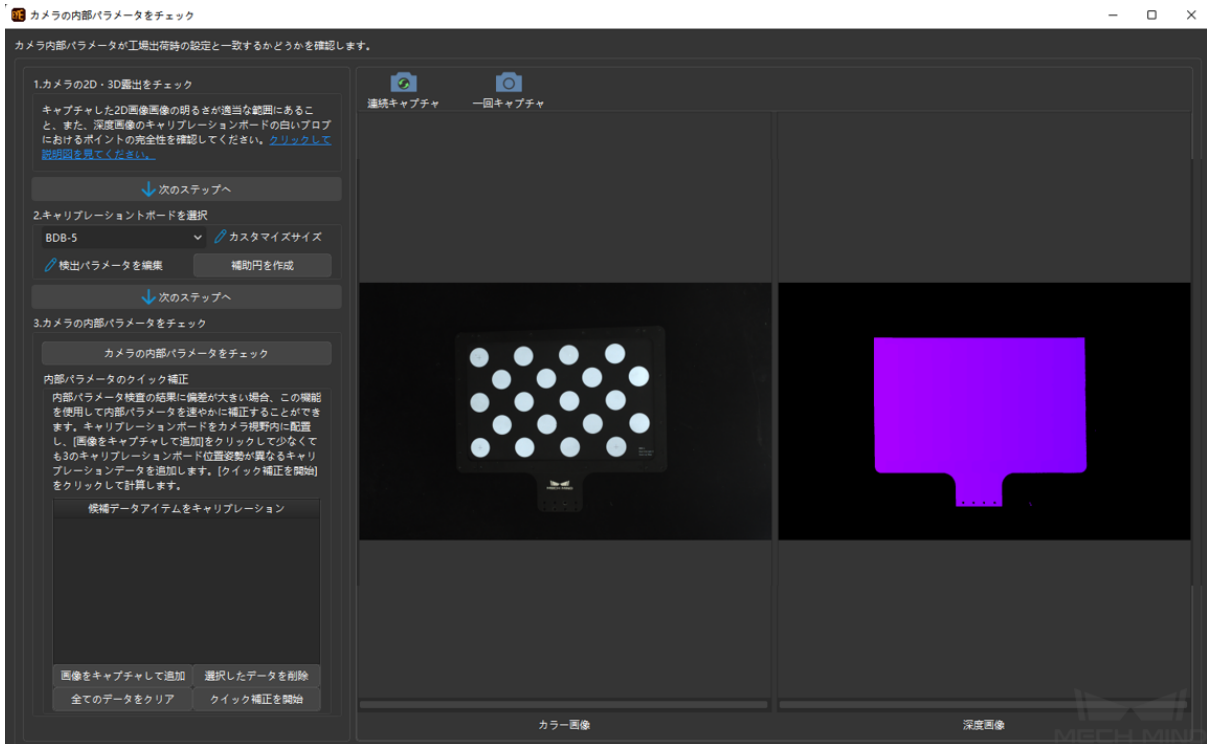 カメラの内部パラメータをチェック
カメラ内部パラメータが工場出荷時の設定と一致するかどうかを確認します。
1.カメラの2D・3D露出をチェック
キャプチャした2D画像画像の明るさが適当な範囲にあるこ
と、また、深度画像のキャリブレーションボードの白いブロブ
におけるポイントの完全性を確認してください。クリックして
説明図を見てください。
次のステップへ
2.キャリブレーショントボードを選択
BDB-5
カスタマイズサイズ
検出パラメータを編集
補助円を作成
次のステップへ
3.カメラの内部パラメータをチェック
カメラの内部パラメータをチェック
内部パラメータのクイック補正
内部パラメータ検査の結果に偏差が大きい場合、この機能
を使用して内部パラメータを速やかに補正することができ
ます。キャリブレーションボードをカメラ視野内に配置
し、[画像をキャプチャして追加]をクリックして少なくて
も3のキャリブレーションボード位置姿勢が異なるキャリ
ブレーションデータを追加します。[クイック補正を開始]
をクリックして計算します。
候補データアイテムをキャリブレーション
画像をキャプチャして追加
選択したデータを削除
全てのデータをクリア
クイック補正を開始
連続キャプチャ
一回キャプチャ
MECH MIND
カラー画像
深度画像
MECH MIND